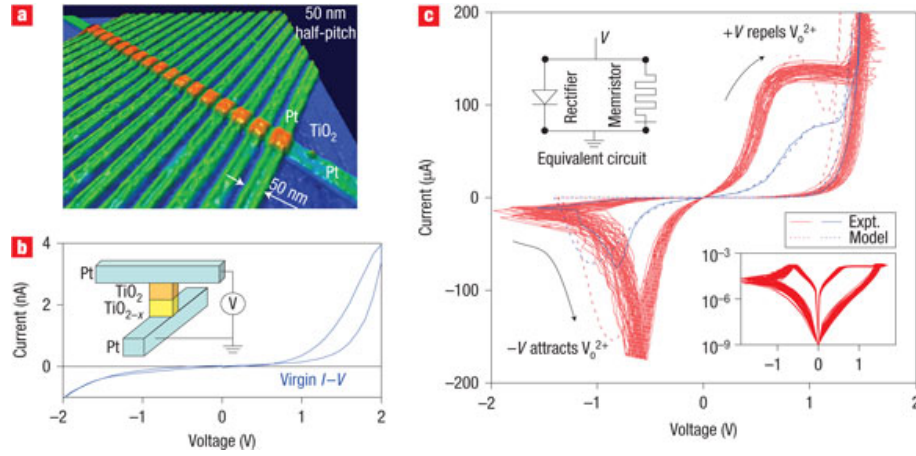 a
50 nm
half-pitch
Pt
TiO2
Pt
50 nm
b
4
2
0
−2
−1
0
1
2
Current (nA)
Voltage (V)
Pt
TiO2
TiO2−x
Pt
V
Virgin I–V
c
200
100
0
−100
−200
−2
−1
0
1
2
Current (µA)
Voltage (V)
V
Rectifier
Memristor
Equivalent circuit
+V repels Vo2+
−V attracts Vo2+
Expt.
Model
10−3
10−6
10−9
−1
0
1